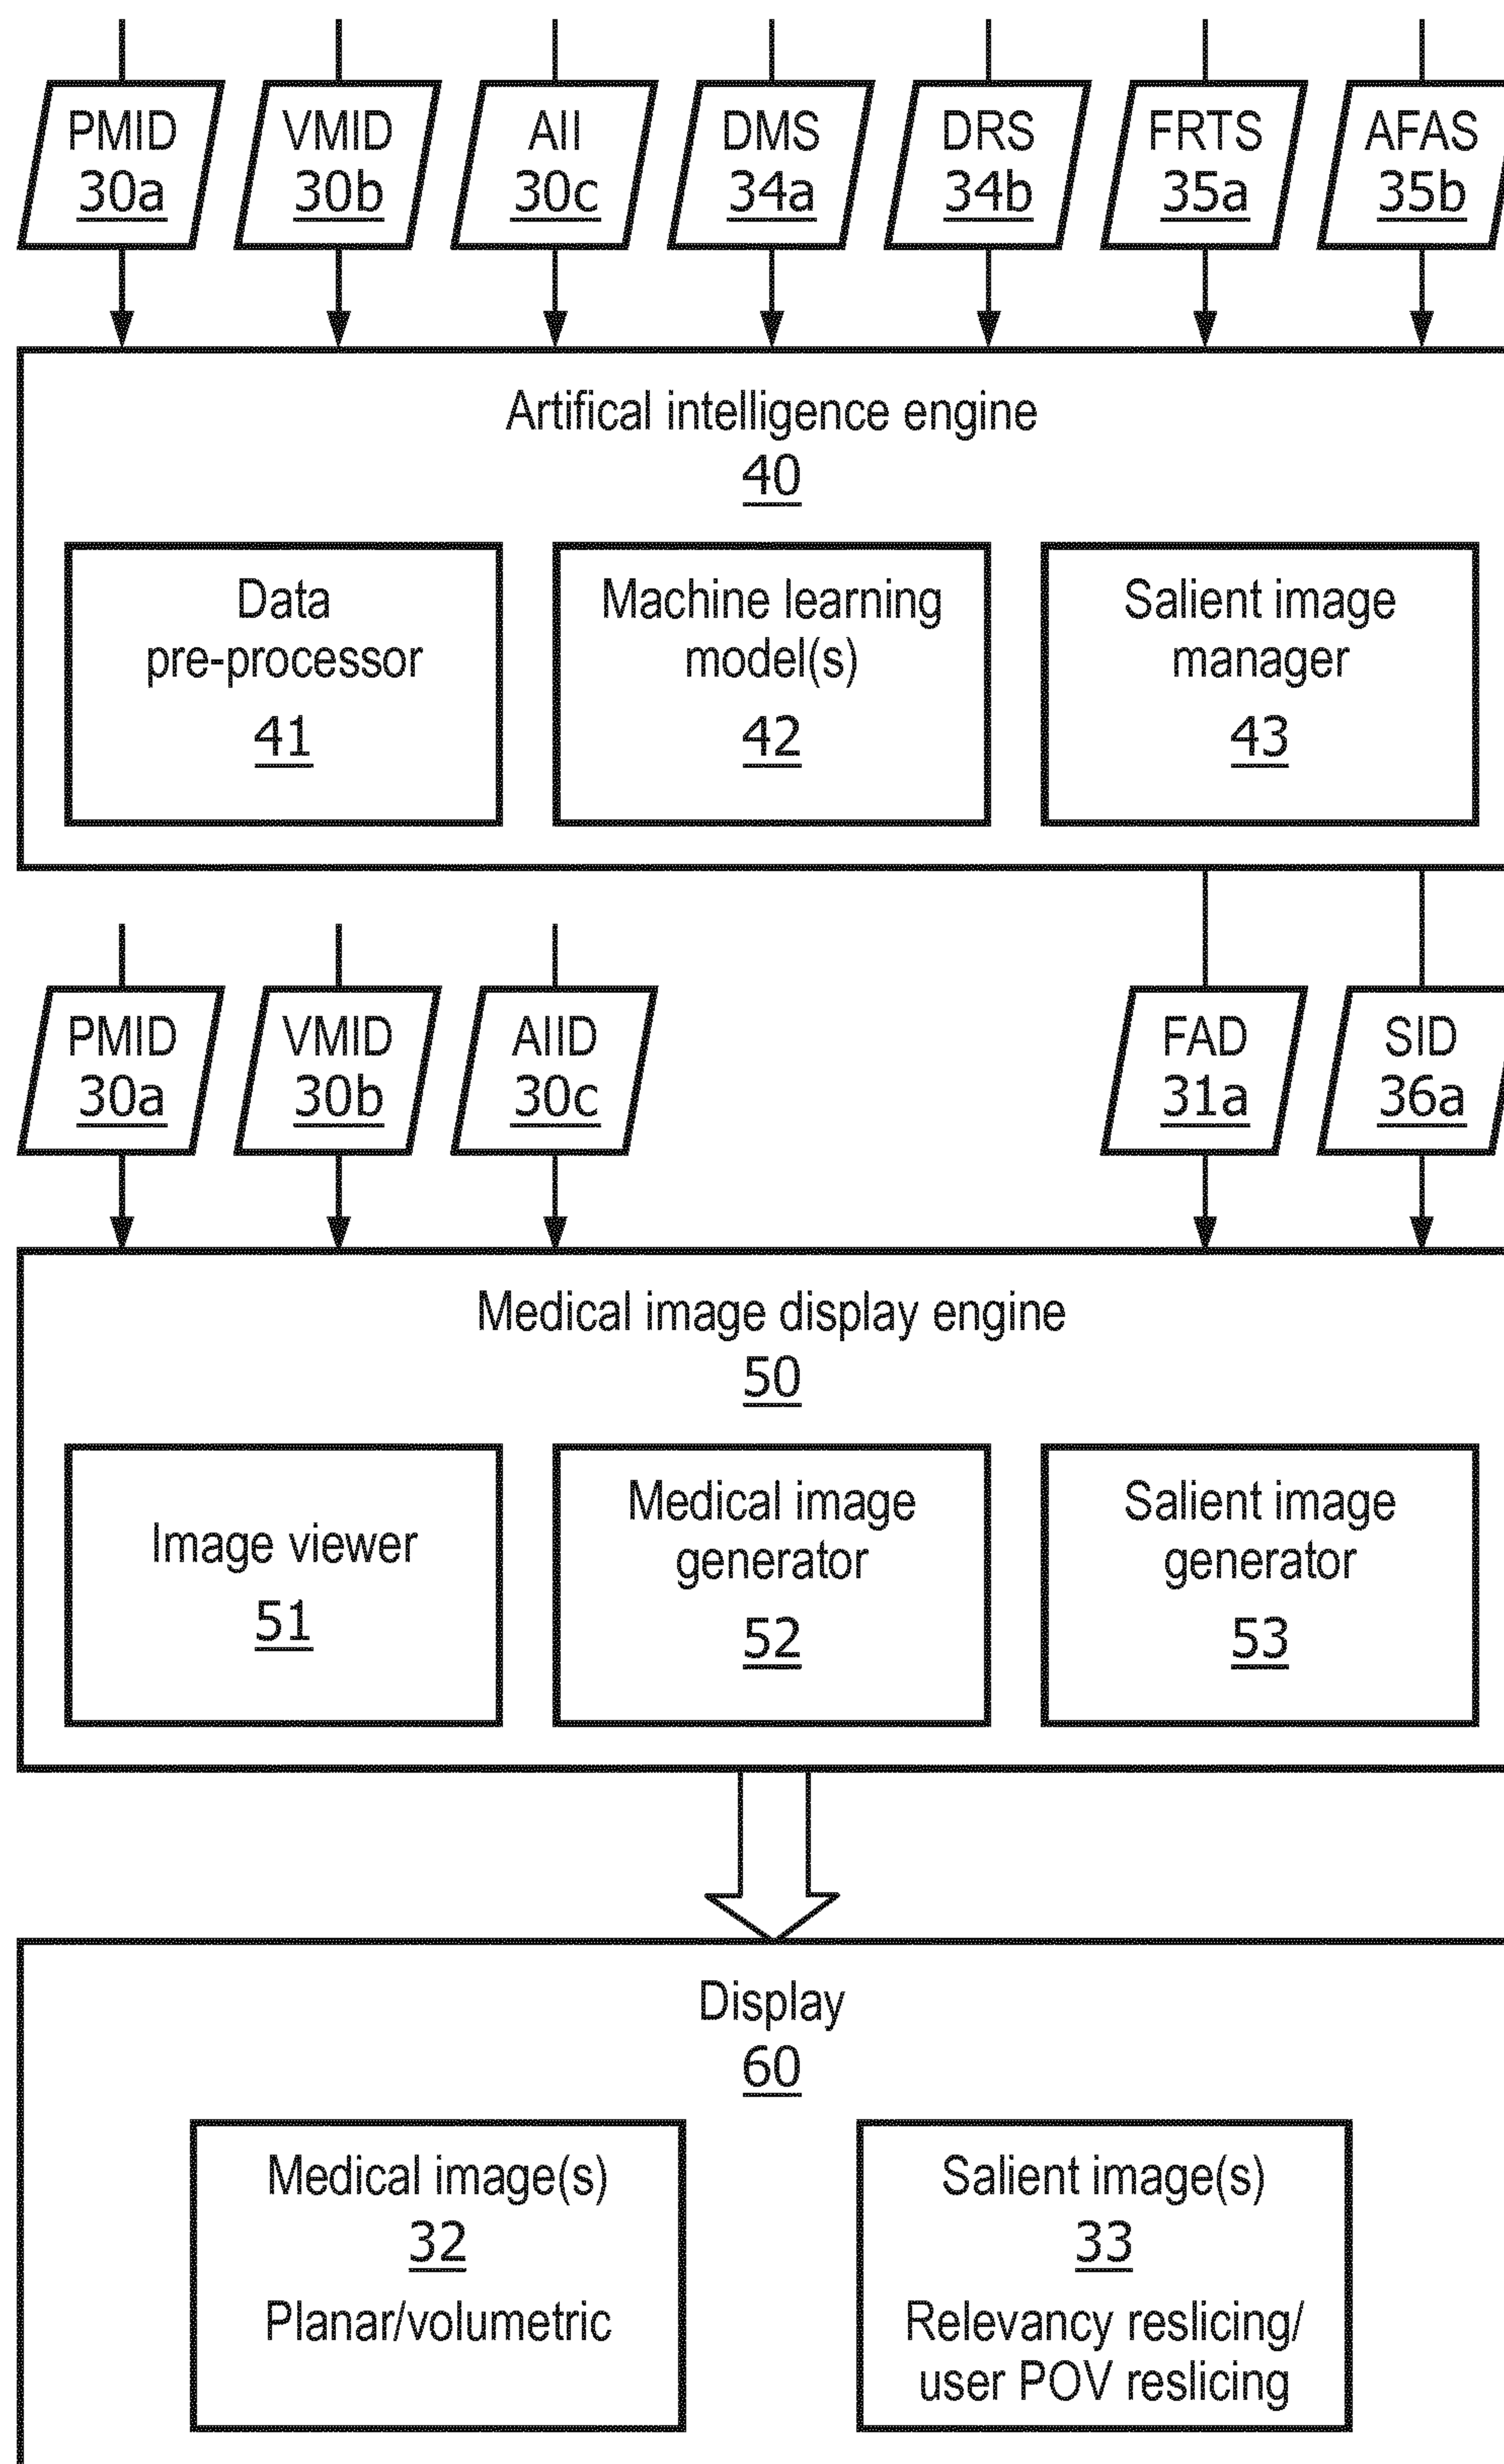 PMID VMID AII DMS DRS FRTS AFAS
30a 30b 30c 34a 34b 35a 35b
Artifical intelligence engine
40
Data pre-processor 41
Machine learning model(s) 42
Salient image manager 43
PMID VMID AIID FAD SID
30a 30b 30c 31a 36a
Medical image display engine
50
Image viewer 51
Medical image generator 52
Salient image generator 53
Display
60
Medical image(s)
32
Planar/volumetric
Salient image(s)
33
Relevancy reslicing/
user POV reslicing